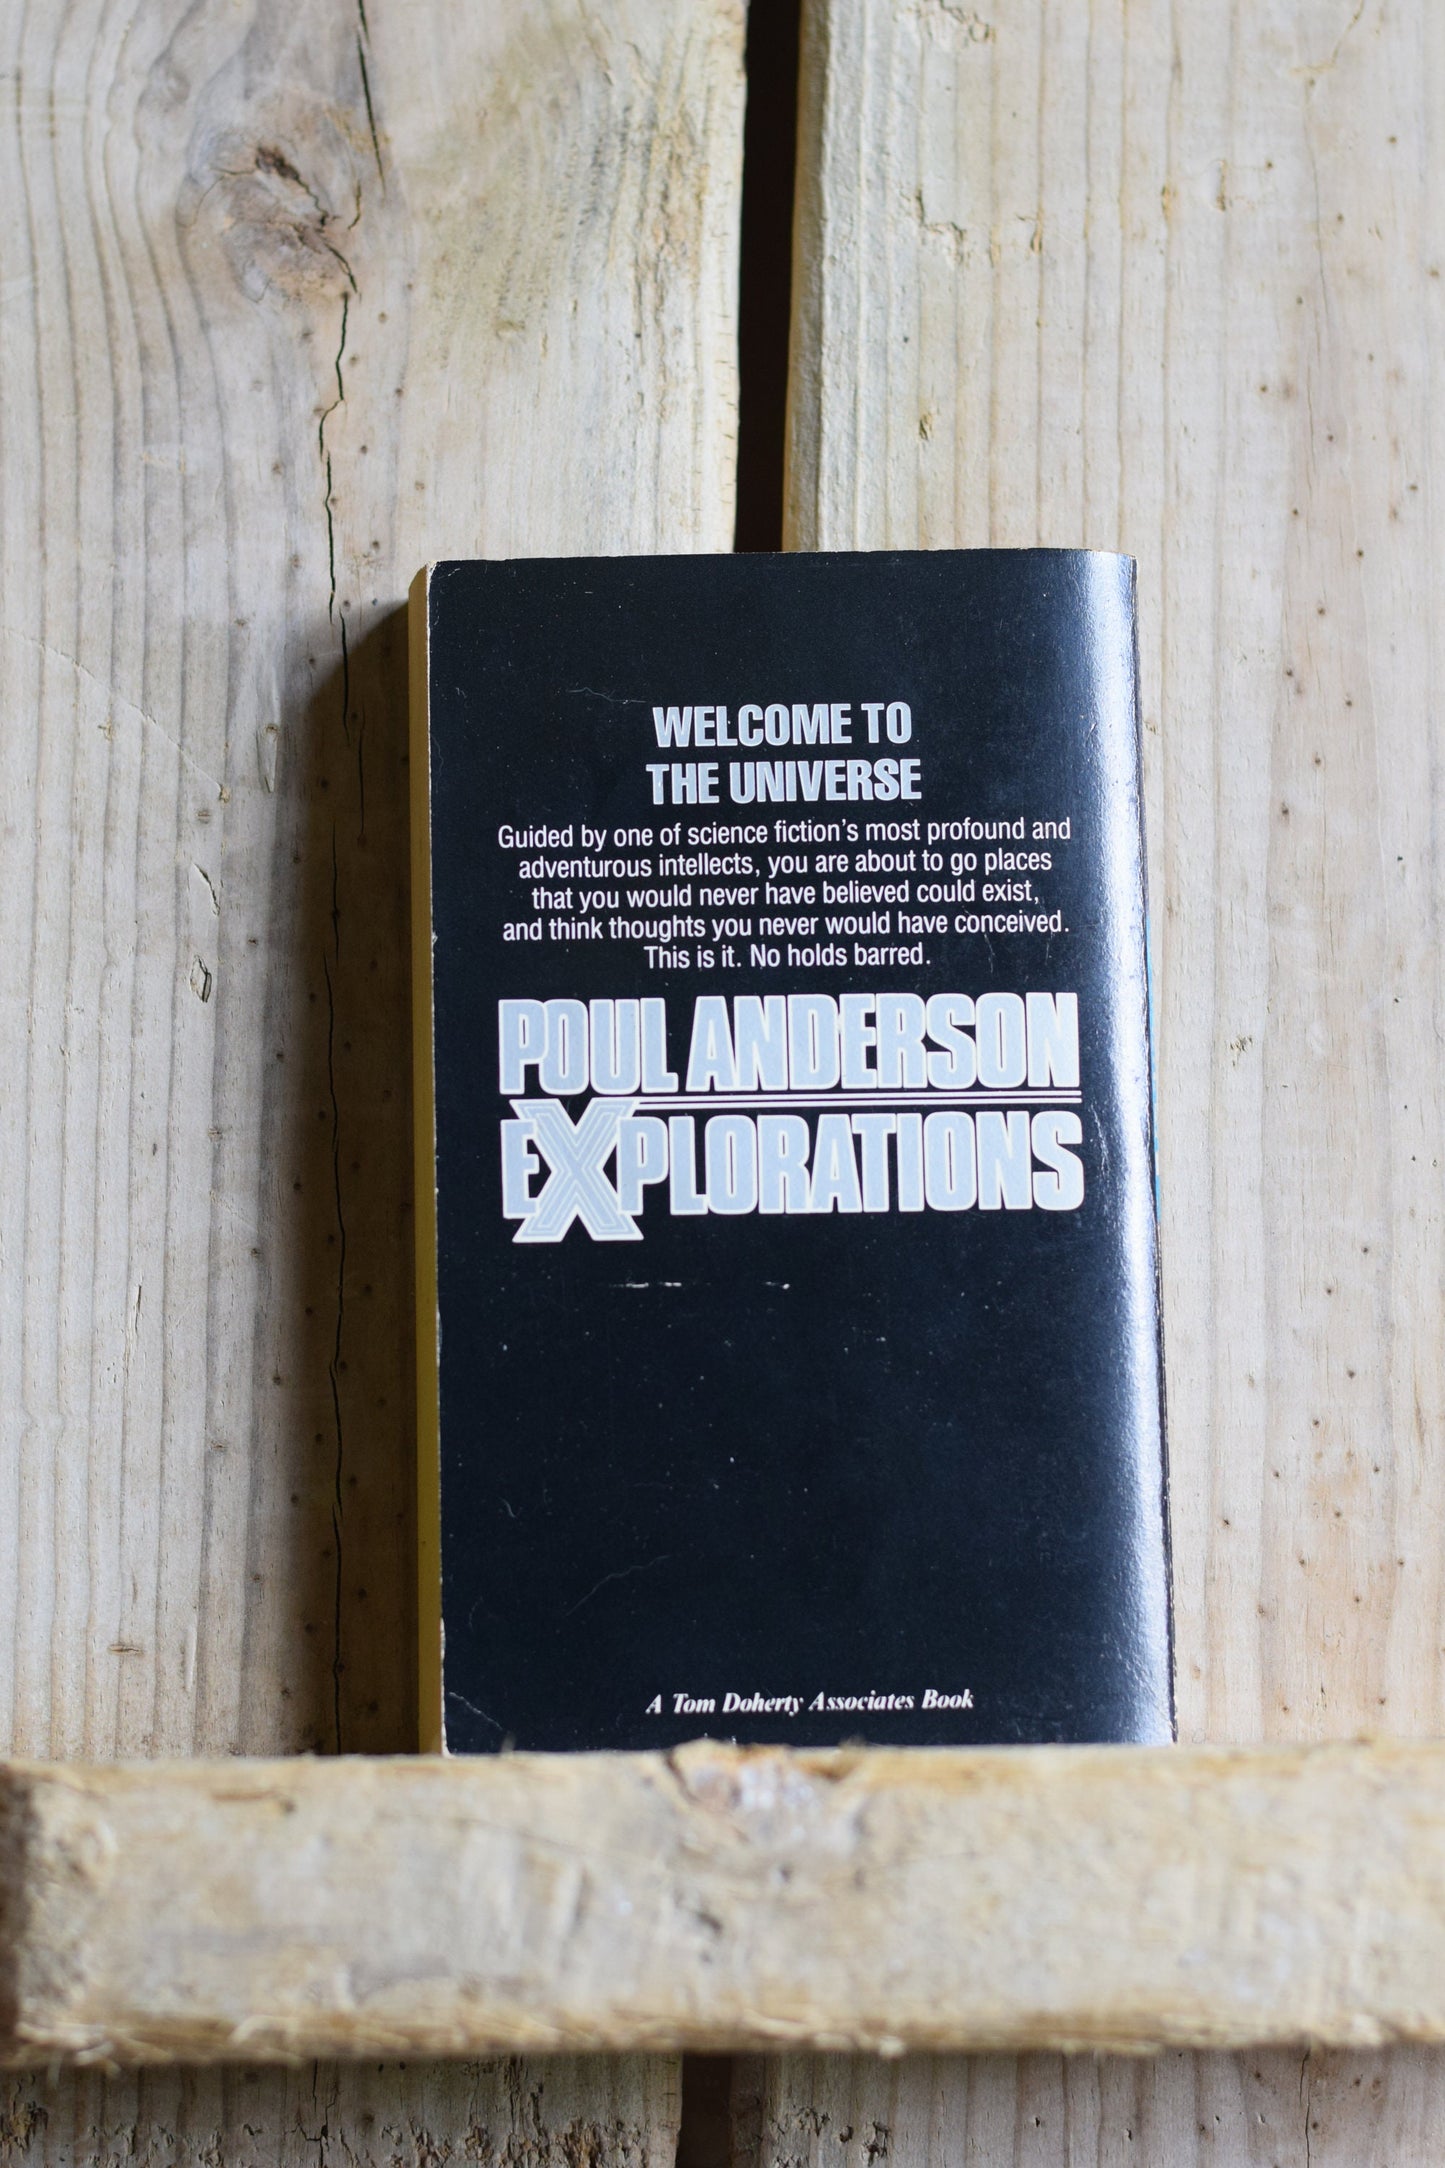 WELCOME TO
THE UNIVERSE
Guided by one of science fiction's most profound and
adventurous intellects, you are about to go places
that you would never have believed could exist,
and think thoughts you never would have conceived.
This is it. No holds barred.
POUL ANDERSON
EXPLORATIONS
A Tom Doherty Associates Book